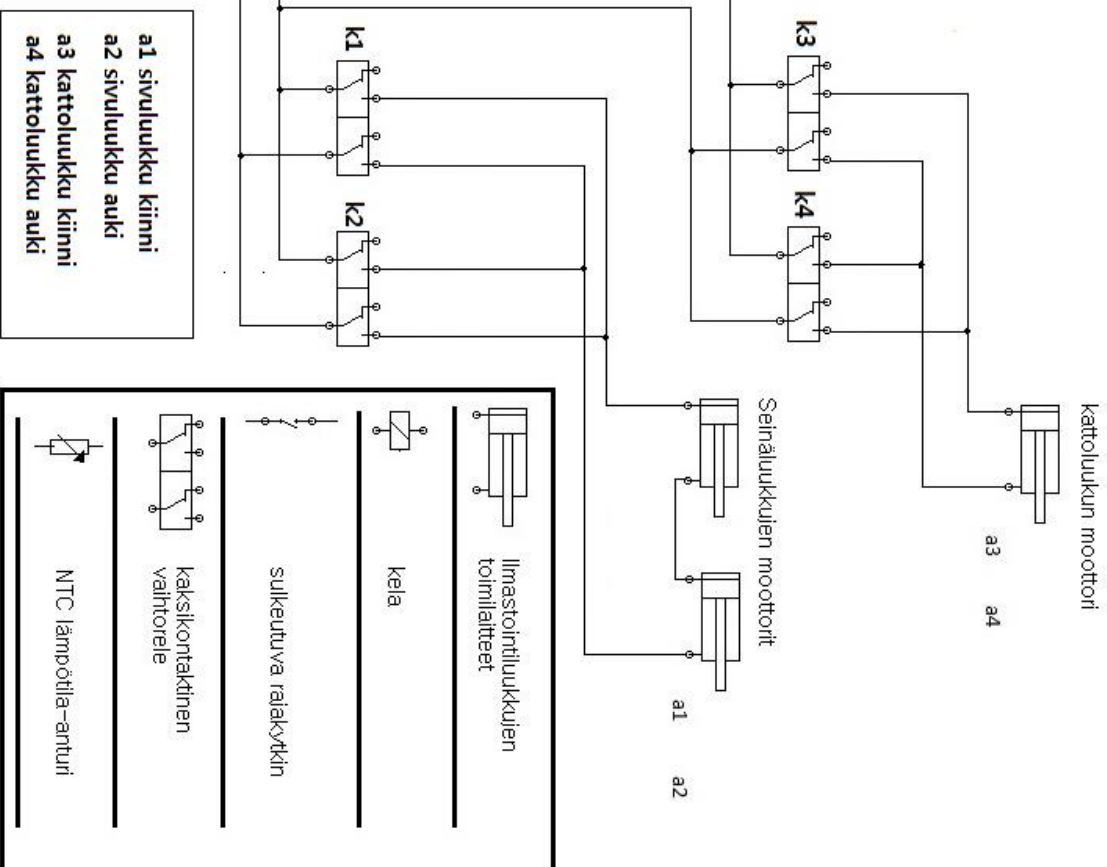 kattoluukun moottori
a3 a4
k3 k4
Seinäluukkujen moottorit
a1 a2
k1 k2
a1 sivuluukku kiinni
a2 sivuluukku auki
a3 kattoluukku kiinni
a4 kattoluukku auki
Ilmastointiluukkujen
toimilaitteet
kela
sulkeutuva rajakytkin
kaksikontaktinen
vaihtorele
NTC lämpötila-anturi